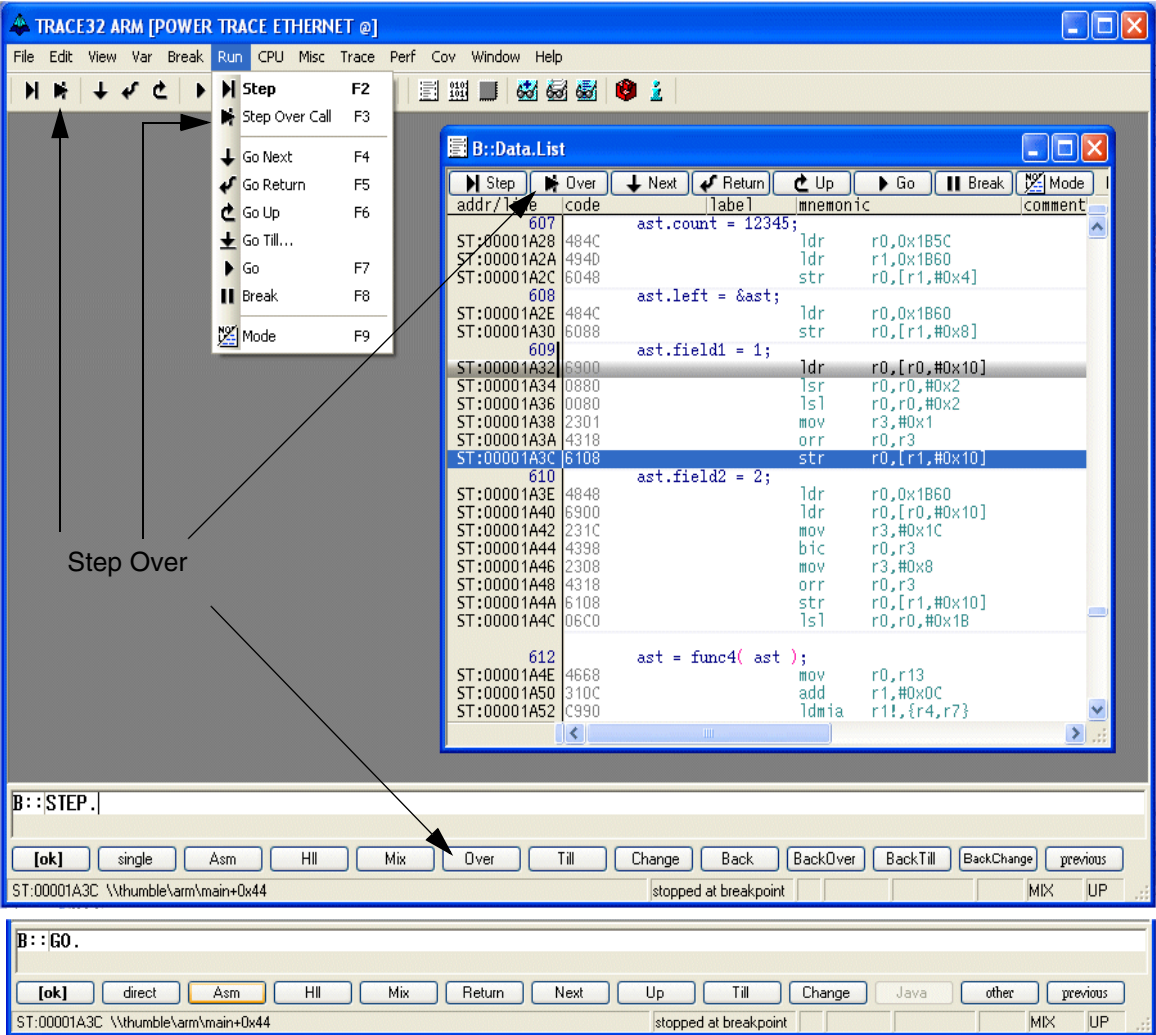 TRACE32 ARM [POWER TRACE ETHERNET @]
File Edit View Var Break Run CPU Misc Trace Perf Cov Window Help
Step F2
Step Over Call F3
Go Next F4
Go Return F5
Go Up F6
Go Till...
Go F7
Break F8
Mode F9
B::Data.List
Step Over Next Return Up Go Break Mode
addr/line code label mnemonic comment
607 ast.count = 12345;
ST:00001A28 484C ldr r0,0x1B5C
ST:00001A2A 494D ldr r1,0x1B60
ST:00001A2C 6048 str r0,[r1,#0x4]
608 ast.left = &ast;
ST:00001A2E 484C ldr r0,0x1B60
ST:00001A30 6088 str r0,[r1,#0x8]
609 ast.field1 = 1;
ST:00001A32 6900 ldr r0,[r0,#0x10]
ST:00001A34 0880 lsr r0,r0,#0x2
ST:00001A36 0080 lsl r0,r0,#0x2
ST:00001A38 2301 mov r3,#0x1
ST:00001A3A 4318 orr r0,r3
ST:00001A3C 6108 str r0,[r1,#0x10]
610 ast.field2 = 2;
ST:00001A3E 4848 ldr r0,0x1B60
ST:00001A40 6900 ldr r0,[r0,#0x10]
ST:00001A42 231C mov r3,#0x1C
ST:00001A44 4398 bic r0,r3
ST:00001A46 2308 mov r3,#0x8
ST:00001A48 4318 orr r0,r3
ST:00001A4A 6108 str r0,[r1,#0x10]
ST:00001A4C 06C0 lsl r0,r0,#0x1B
612 ast = func4( ast );
ST:00001A4E 4668 mov r0,r13
ST:00001A50 310C add r1,#0x0C
ST:00001A52 C990 ldmia r1!,{r4,r7}
Step Over
B::STEP.
[ok] single Asm Hll Mix Over Till Change Back BackOver BackTill BackChange previous
ST:00001A3C \\thumble\arm\main+0x44 stopped at breakpoint MIX UP
B::GO.
[ok] direct Asm Hll Mix Return Next Up Till Change Java other previous
ST:00001A3C \\thumble\arm\main+0x44 stopped at breakpoint MIX UP